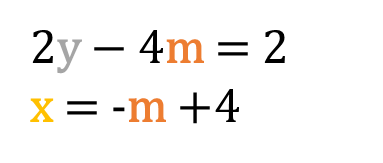 2y − 4m = 2
x = -m +4